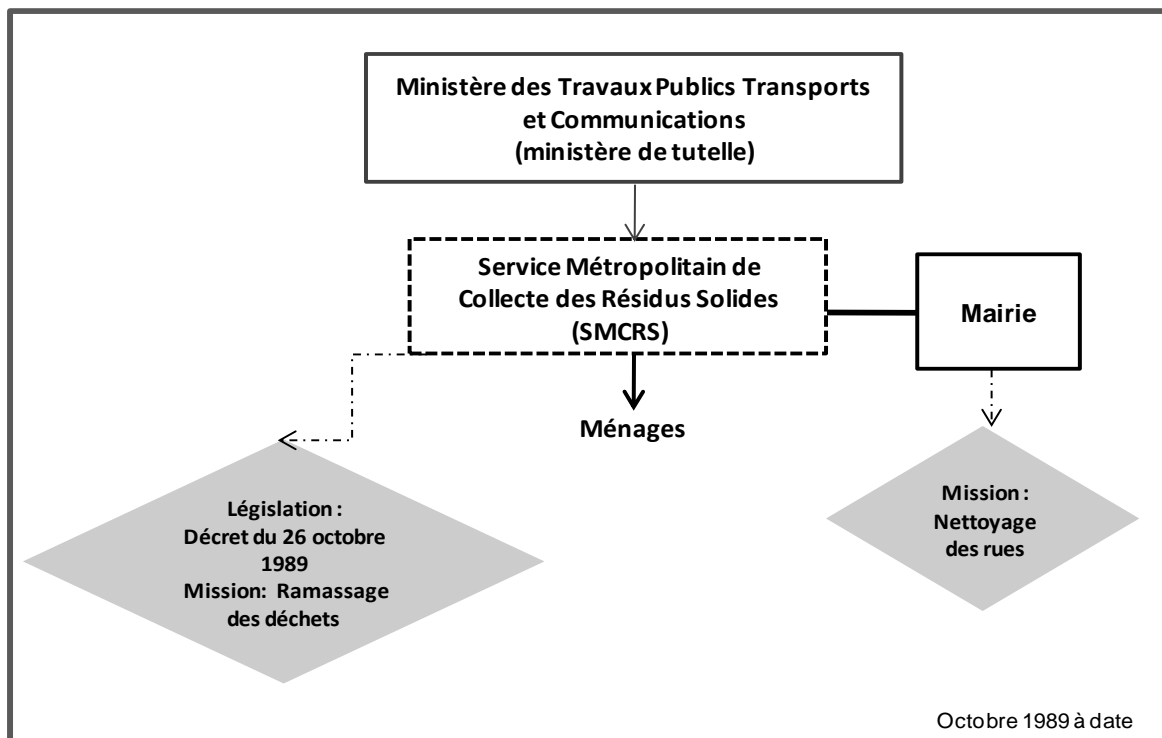 Ministère des Travaux Publics Transports
et Communications
(ministère de tutelle)
Service Métropolitain de
Collecte des Résidus Solides
(SMCRS)
Mairie
Ménages
Législation :
Décret du 26 octobre
1989
Mission: Ramassage
des déchets
Mission :
Nettoyage
des rues
Octobre 1989 à date